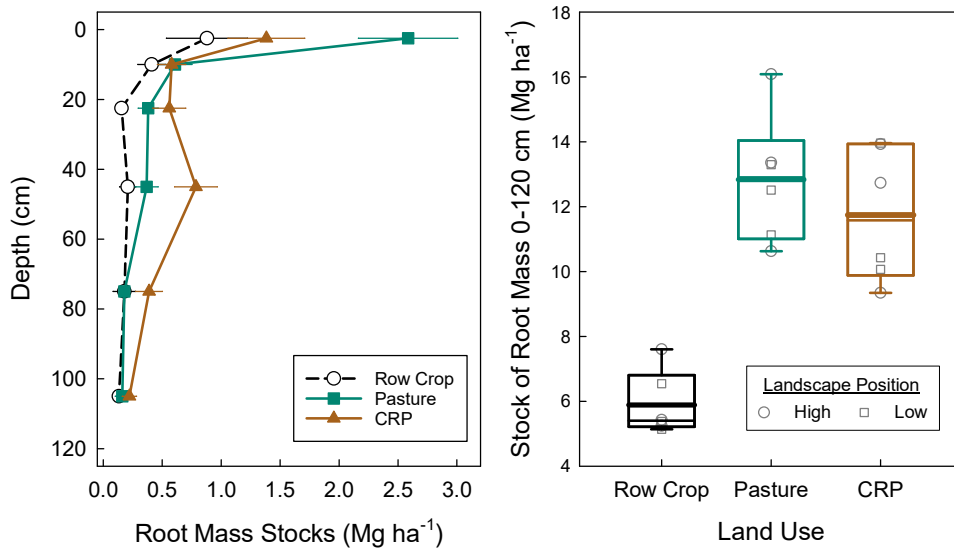 0
20
40
60
80
100
120
Depth (cm)
0.0 0.5 1.0 1.5 2.0 2.5 3.0
Root Mass Stocks (Mg ha⁻¹)
Row Crop
Pasture
CRP
18
16
14
12
10
8
6
4
Stock of Root Mass 0-120 cm (Mg ha⁻¹)
Landscape Position
High Low
Row Crop Pasture CRP
Land Use